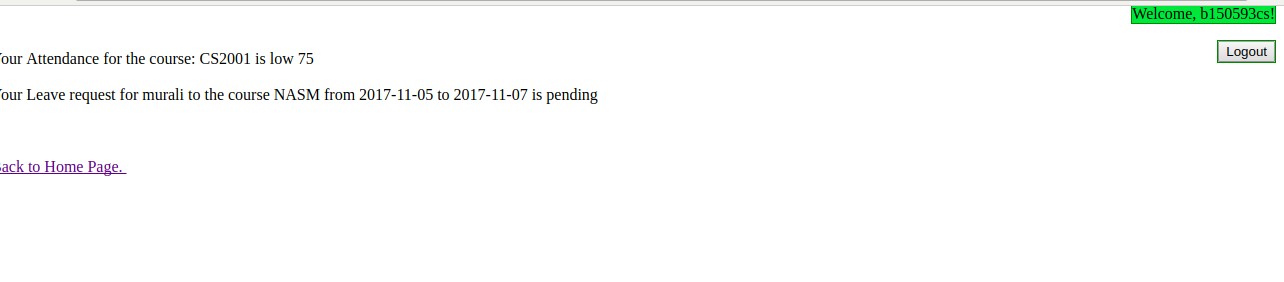 Welcome, b150593cs!
Logout
Your Attendance for the course: CS2001 is low 75
Your Leave request for murali to the course NASM from 2017-11-05 to 2017-11-07 is pending
Back to Home Page.